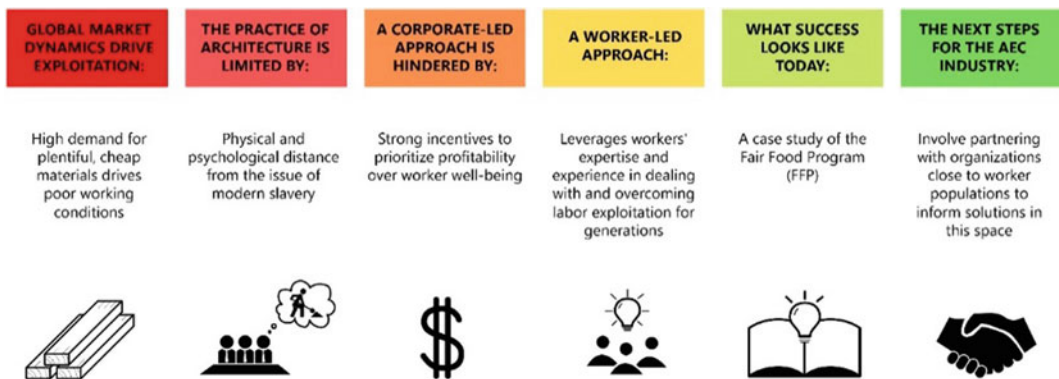 GLOBAL MARKET
DYNAMICS DRIVE
EXPLOITATION:
High demand for
plentiful, cheap
materials drives
poor working
conditions
THE PRACTICE OF
ARCHITECTURE IS
LIMITED BY:
Physical and
psychological distance
from the issue of
modern slavery
A CORPORATE-LED
APPROACH IS
HINDERED BY:
Strong incentives to
prioritize profitability
over worker well-being
A WORKER-LED
APPROACH:
Leverages workers'
expertise and
experience in dealing
with and overcoming
labor exploitation for
generations
WHAT SUCCESS
LOOKS LIKE
TODAY:
A case study of the
Fair Food Program
(FFP)
THE NEXT STEPS
FOR THE AEC
INDUSTRY:
Involve partnering
with organizations
close to worker
populations to
inform solutions in
this space